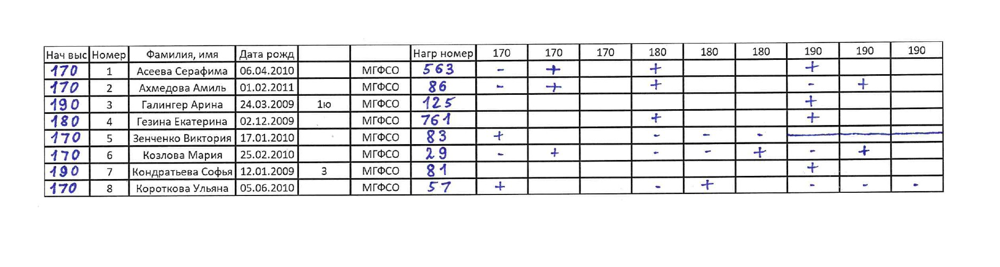 Нач выс Номер Фамилия, имя Дата рожд Нагр номер 170 170 170 180 180 180 190 190 190
170 1 Асеева Серафима 06.04.2010 МГФСО 563 - + + +
170 2 Ахмедова Амиль 01.02.2011 МГФСО 86 - + + - +
190 3 Галингер Арина 24.03.2009 1ю МГФСО 125 +
180 4 Гезина Екатерина 02.12.2009 МГФСО 761 + +
170 5 Зенченко Виктория 17.01.2010 МГФСО 83 + - - -
170 6 Козлова Мария 25.02.2010 МГФСО 29 - + - - + - +
190 7 Кондратьева Софья 12.01.2009 3 МГФСО 81 +
170 8 Короткова Ульяна 05.06.2010 МГФСО 57 + - + - - -